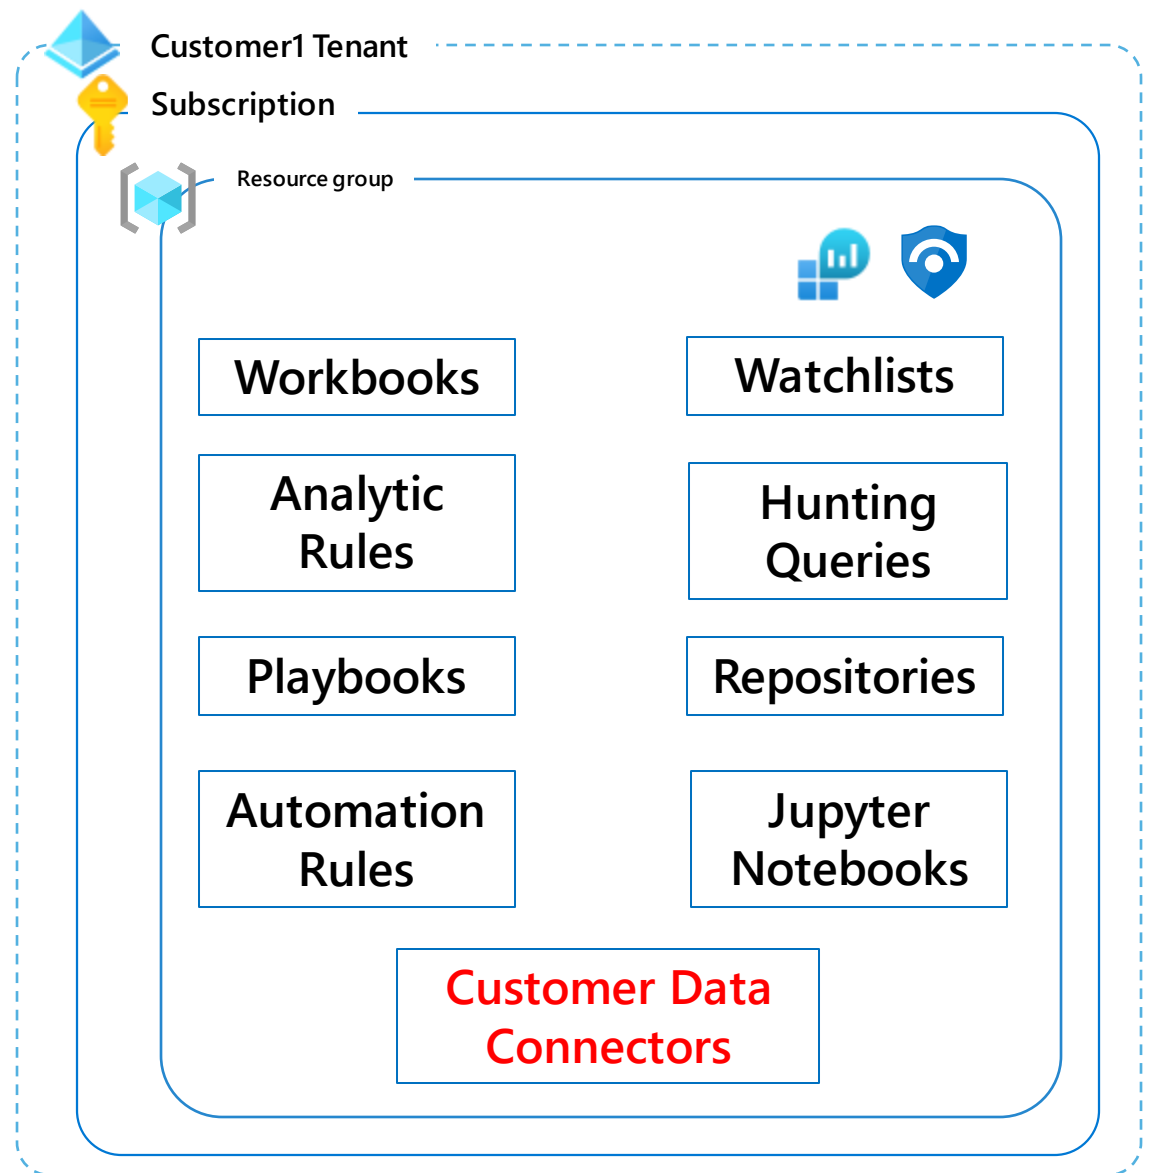 Customer1 Tenant
Subscription
Resource group
Workbooks
Watchlists
Analytic
Rules
Hunting
Queries
Playbooks
Repositories
Automation
Rules
Jupyter
Notebooks
Customer Data
Connectors